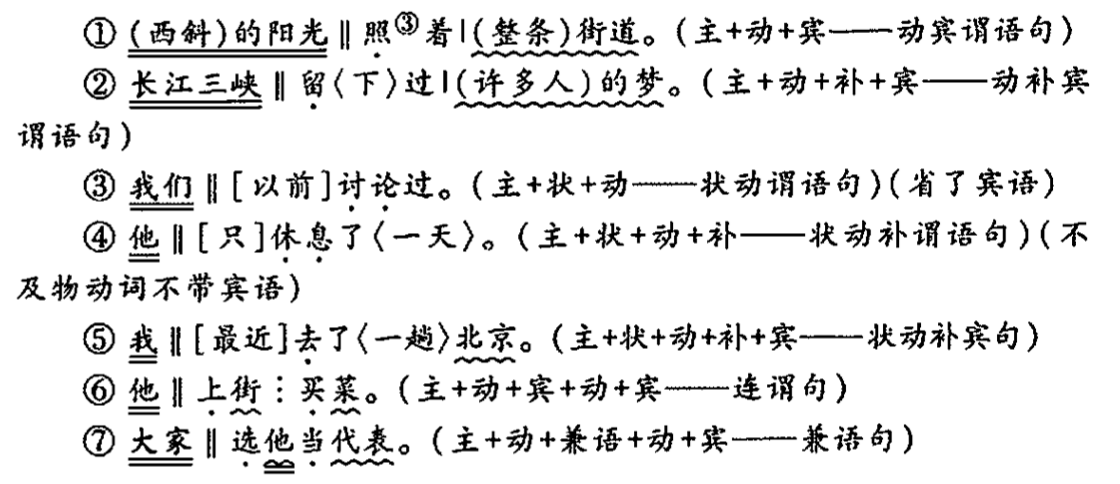 ①(西斜)的阳光‖照③着|(整条)街道。(主+动+宾——动宾谓语句)
②长江三峡‖留〈下〉过|(许多人)的梦。(主+动+补+宾——动补宾
谓语句)
③我们‖[以前]讨论过。(主+状+动——状动谓语句)(省了宾语)
④他‖[只]休息了〈一天〉。(主+状+动+补——状动补谓语句)(不
及物动词不带宾语)
⑤我‖[最近]去了〈一趟〉北京。(主+状+动+补+宾——状动补宾句)
⑥他‖上街⋮买菜。(主+动+宾+动+宾——连谓句)
⑦大家‖选他当代表。(主+动+兼语+动+宾——兼语句)